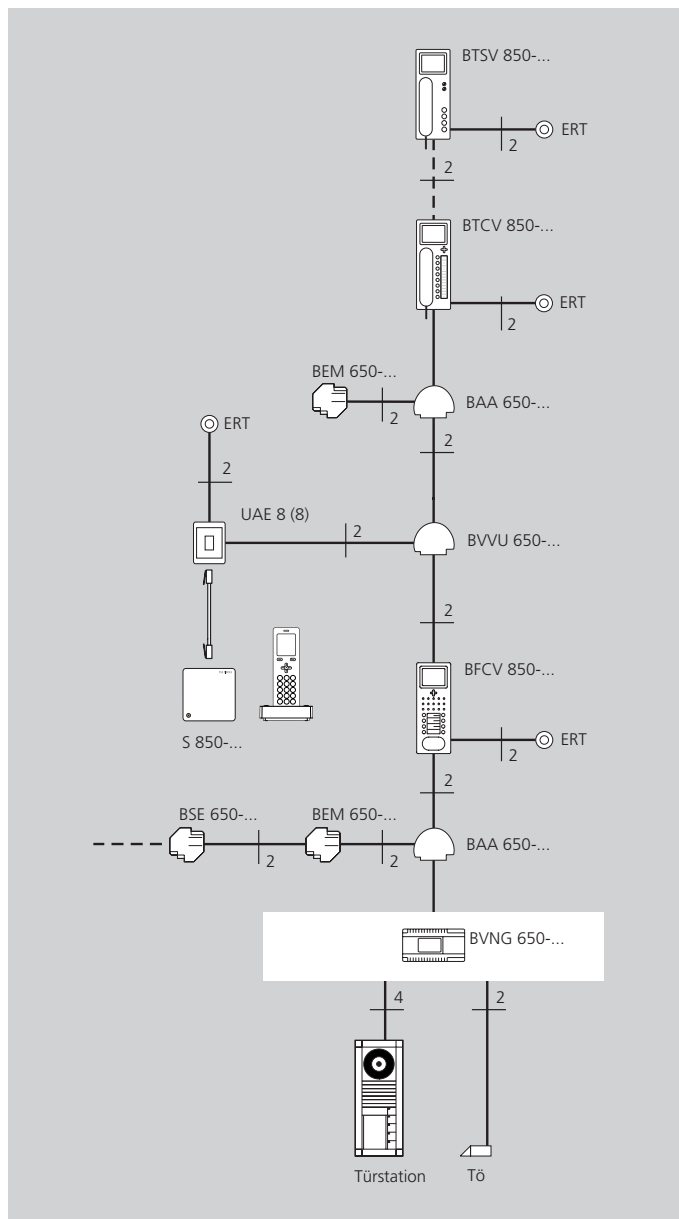 BTSV 850-...
ERT
2
2
BTCV 850-...
ERT
2
BEM 650-...
2
BAA 650-...
ERT
2
2
UAE 8 (8)
2
BVVU 650-...
2
BFCV 850-...
S 850-...
ERT
2
2
BSE 650-...
BEM 650-...
2
2
BAA 650-...
BVNG 650-...
4
2
Türstation
Tö